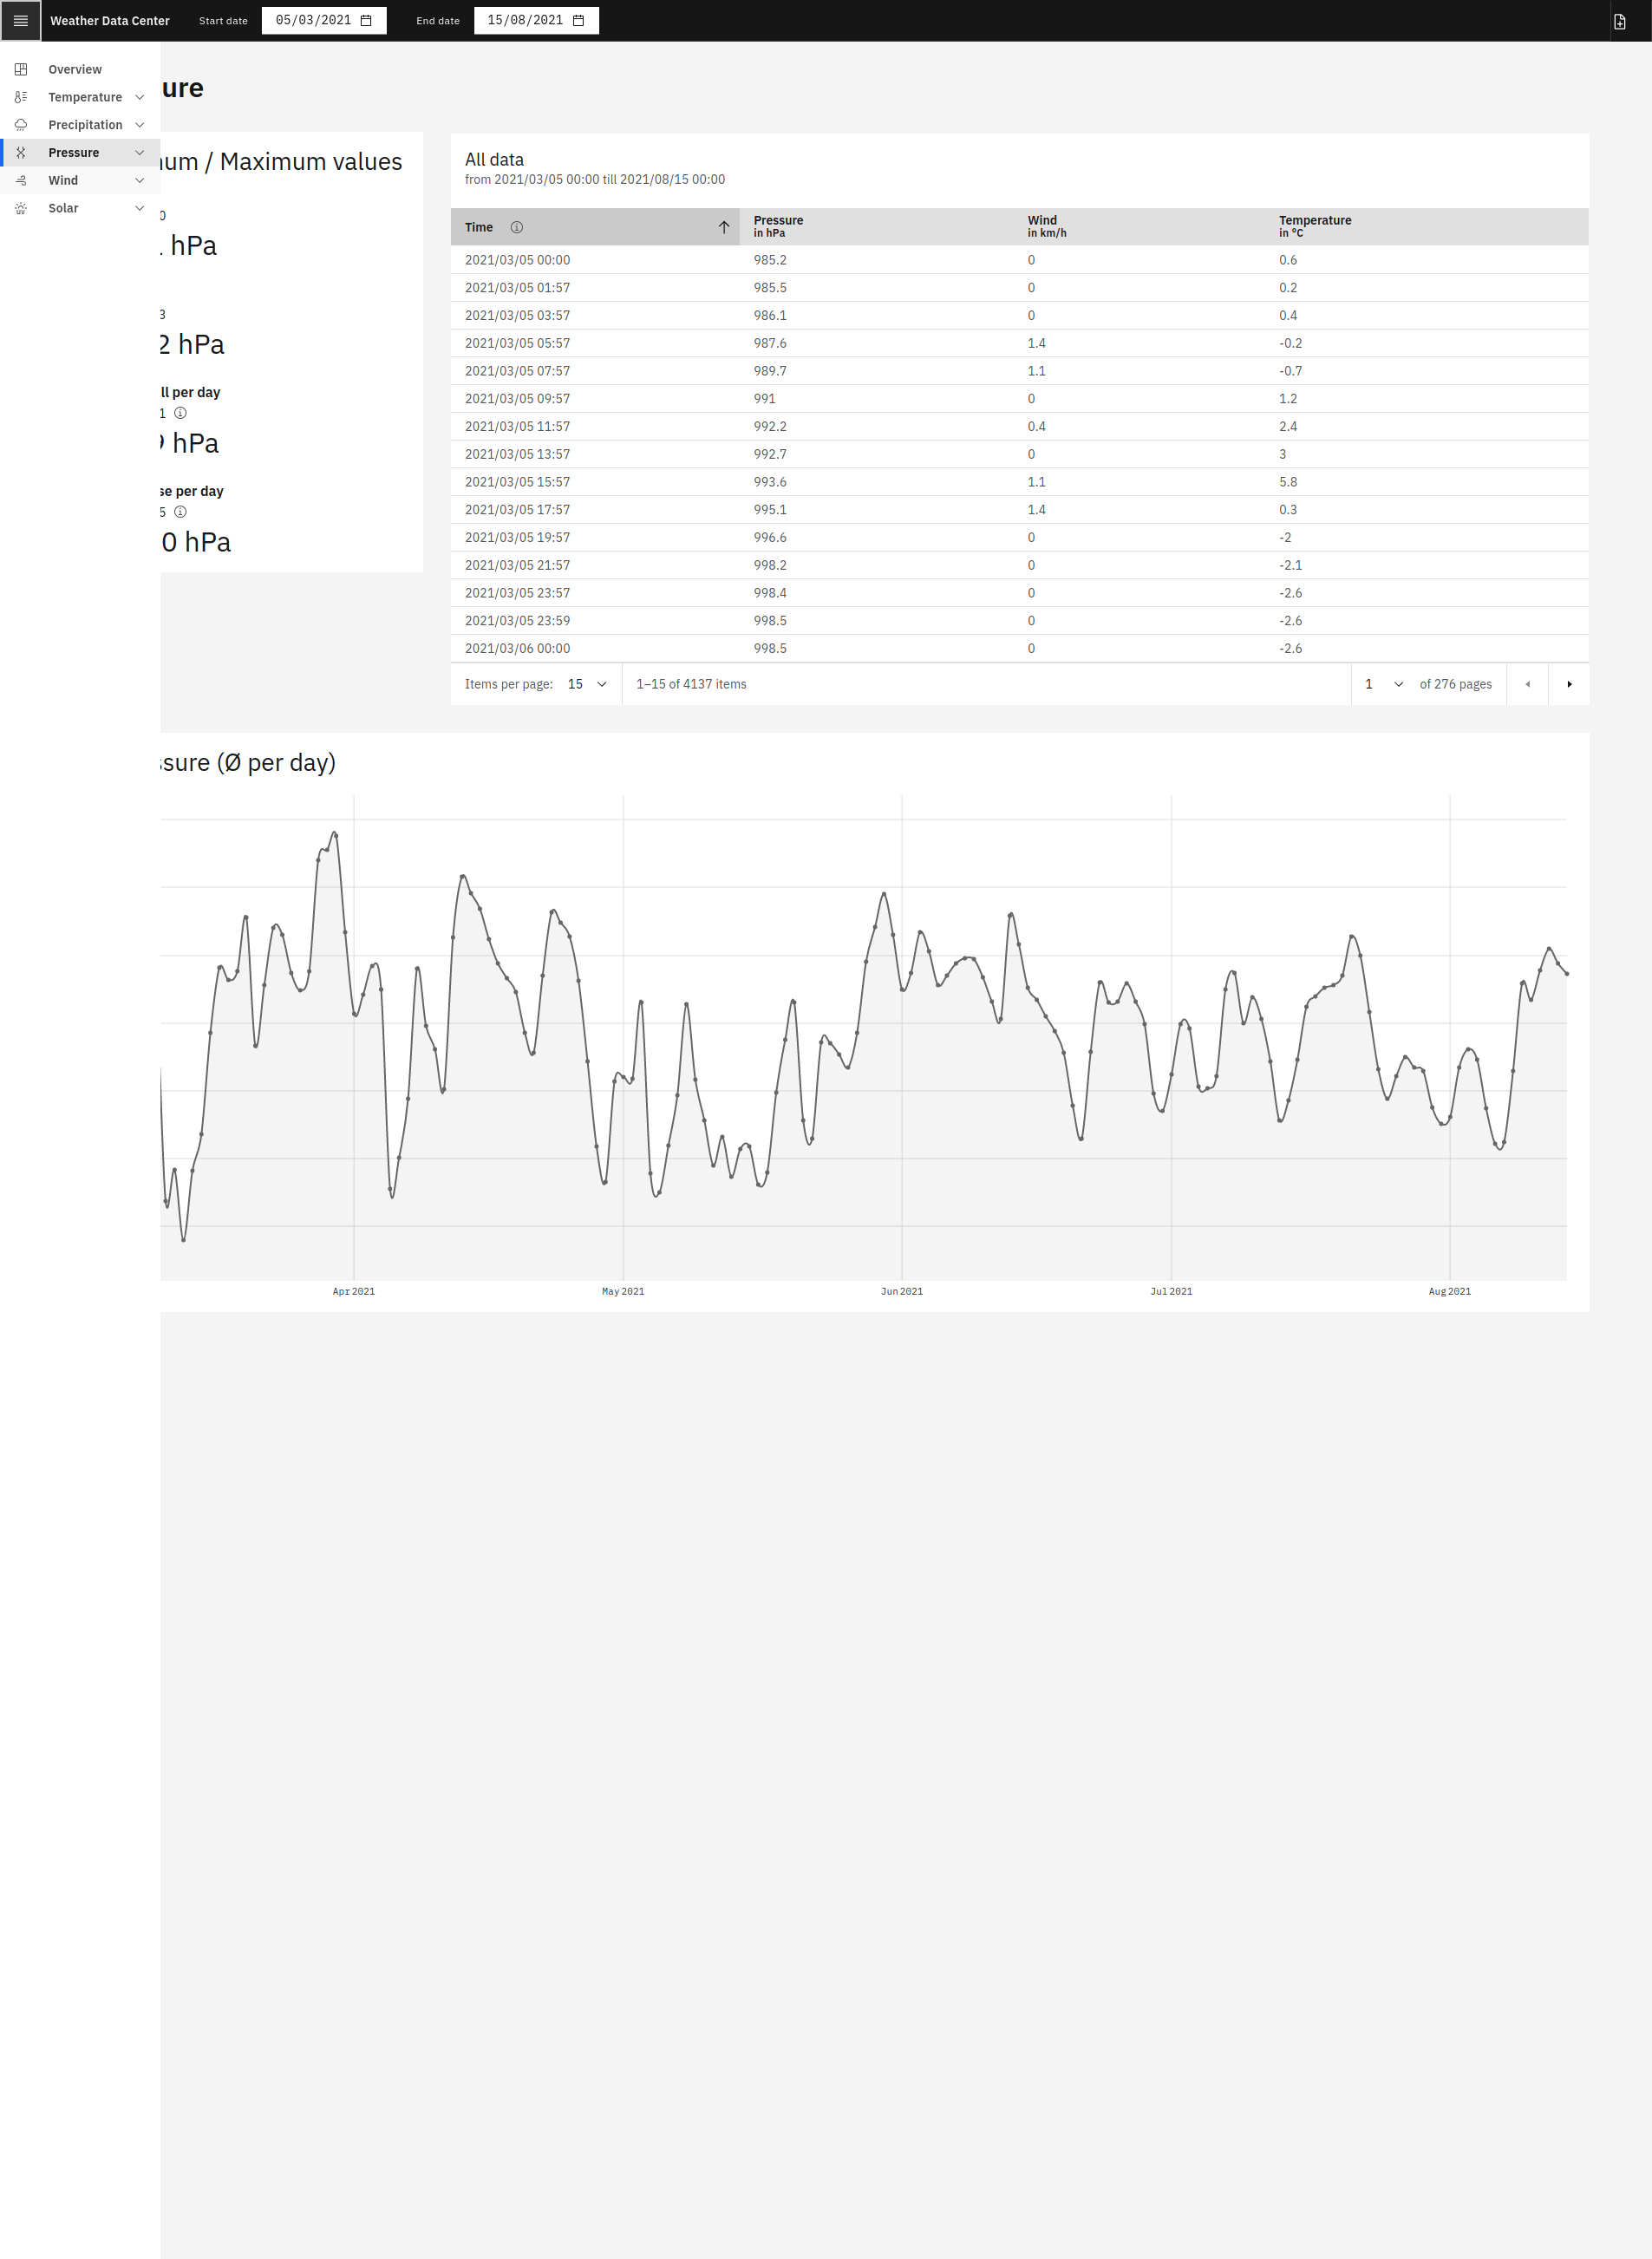 Weather Data Center
Start date
05/03/2021
End date
15/08/2021
Overview
Temperature
Precipitation
Pressure
Wind
Solar
/ Maximum values
hPa
hPa
per day
hPa
per day
hPa
All data
from 2021/03/05 00:00 till 2021/08/15 00:00
Time Pressure in hPa Wind in km/h Temperature in °C
2021/03/05 00:00 985.2 0 0.6
2021/03/05 01:57 985.5 0 0.2
2021/03/05 03:57 986.1 0 0.4
2021/03/05 05:57 987.6 1.4 -0.2
2021/03/05 07:57 989.7 1.1 -0.7
2021/03/05 09:57 991 0 1.2
2021/03/05 11:57 992.2 0.4 2.4
2021/03/05 13:57 992.7 0 3
2021/03/05 15:57 993.6 1.1 5.8
2021/03/05 17:57 995.1 1.4 0.3
2021/03/05 19:57 996.6 0 -2
2021/03/05 21:57 998.2 0 -2.1
2021/03/05 23:57 998.4 0 -2.6
2021/03/05 23:59 998.5 0 -2.6
2021/03/06 00:00 998.5 0 -2.6
Items per page: 15 1–15 of 4137 items 1 of 276 pages
(Ø per day)
Apr 2021 May 2021 Jun 2021 Jul 2021 Aug 2021